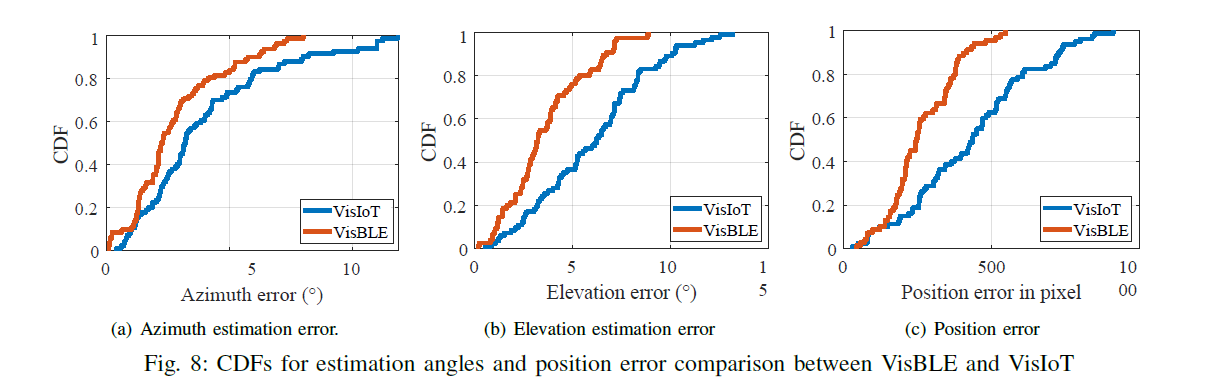 1
0.8
0.6
0.4
0.2
0
CDF
0 5 10
Azimuth error (°)
VisIoT
VisBLE
(a) Azimuth estimation error.
1
0.8
0.6
0.4
0.2
0
CDF
0 5 10 1
5
Elevation error (°)
VisIoT
VisBLE
(b) Elevation estimation error
1
0.8
0.6
0.4
0.2
0
CDF
0 500 10
00
Position error in pixel
VisIoT
VisBLE
(c) Position error
Fig. 8: CDFs for estimation angles and position error comparison between VisBLE and VisIoT